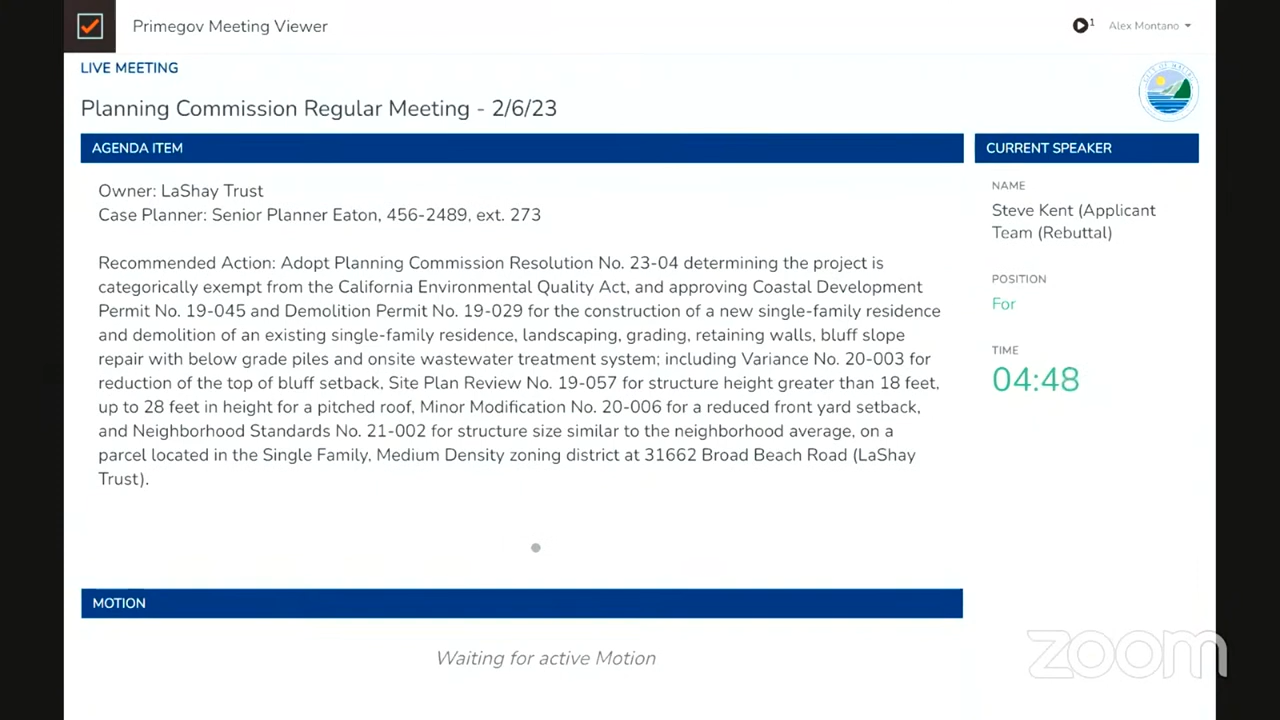 Primegov Meeting Viewer
1
Alex Montano
LIVE MEETING
Planning Commission Regular Meeting - 2/6/23
AGENDA ITEM
Owner: LaShay Trust
Case Planner: Senior Planner Eaton, 456-2489, ext. 273
Recommended Action: Adopt Planning Commission Resolution No. 23-04 determining the project is
categorically exempt from the California Environmental Quality Act, and approving Coastal Development
Permit No. 19-045 and Demolition Permit No. 19-029 for the construction of a new single-family residence
and demolition of an existing single-family residence, landscaping, grading, retaining walls, bluff slope
repair with below grade piles and onsite wastewater treatment system; including Variance No. 20-003 for
reduction of the top of bluff setback, Site Plan Review No. 19-057 for structure height greater than 18 feet,
up to 28 feet in height for a pitched roof, Minor Modification No. 20-006 for a reduced front yard setback,
and Neighborhood Standards No. 21-002 for structure size similar to the neighborhood average, on a
parcel located in the Single Family, Medium Density zoning district at 31662 Broad Beach Road (LaShay
Trust).
CURRENT SPEAKER
NAME
Steve Kent (Applicant
Team (Rebuttal)
POSITION
For
TIME
04:48
MOTION
Waiting for active Motion
zoom